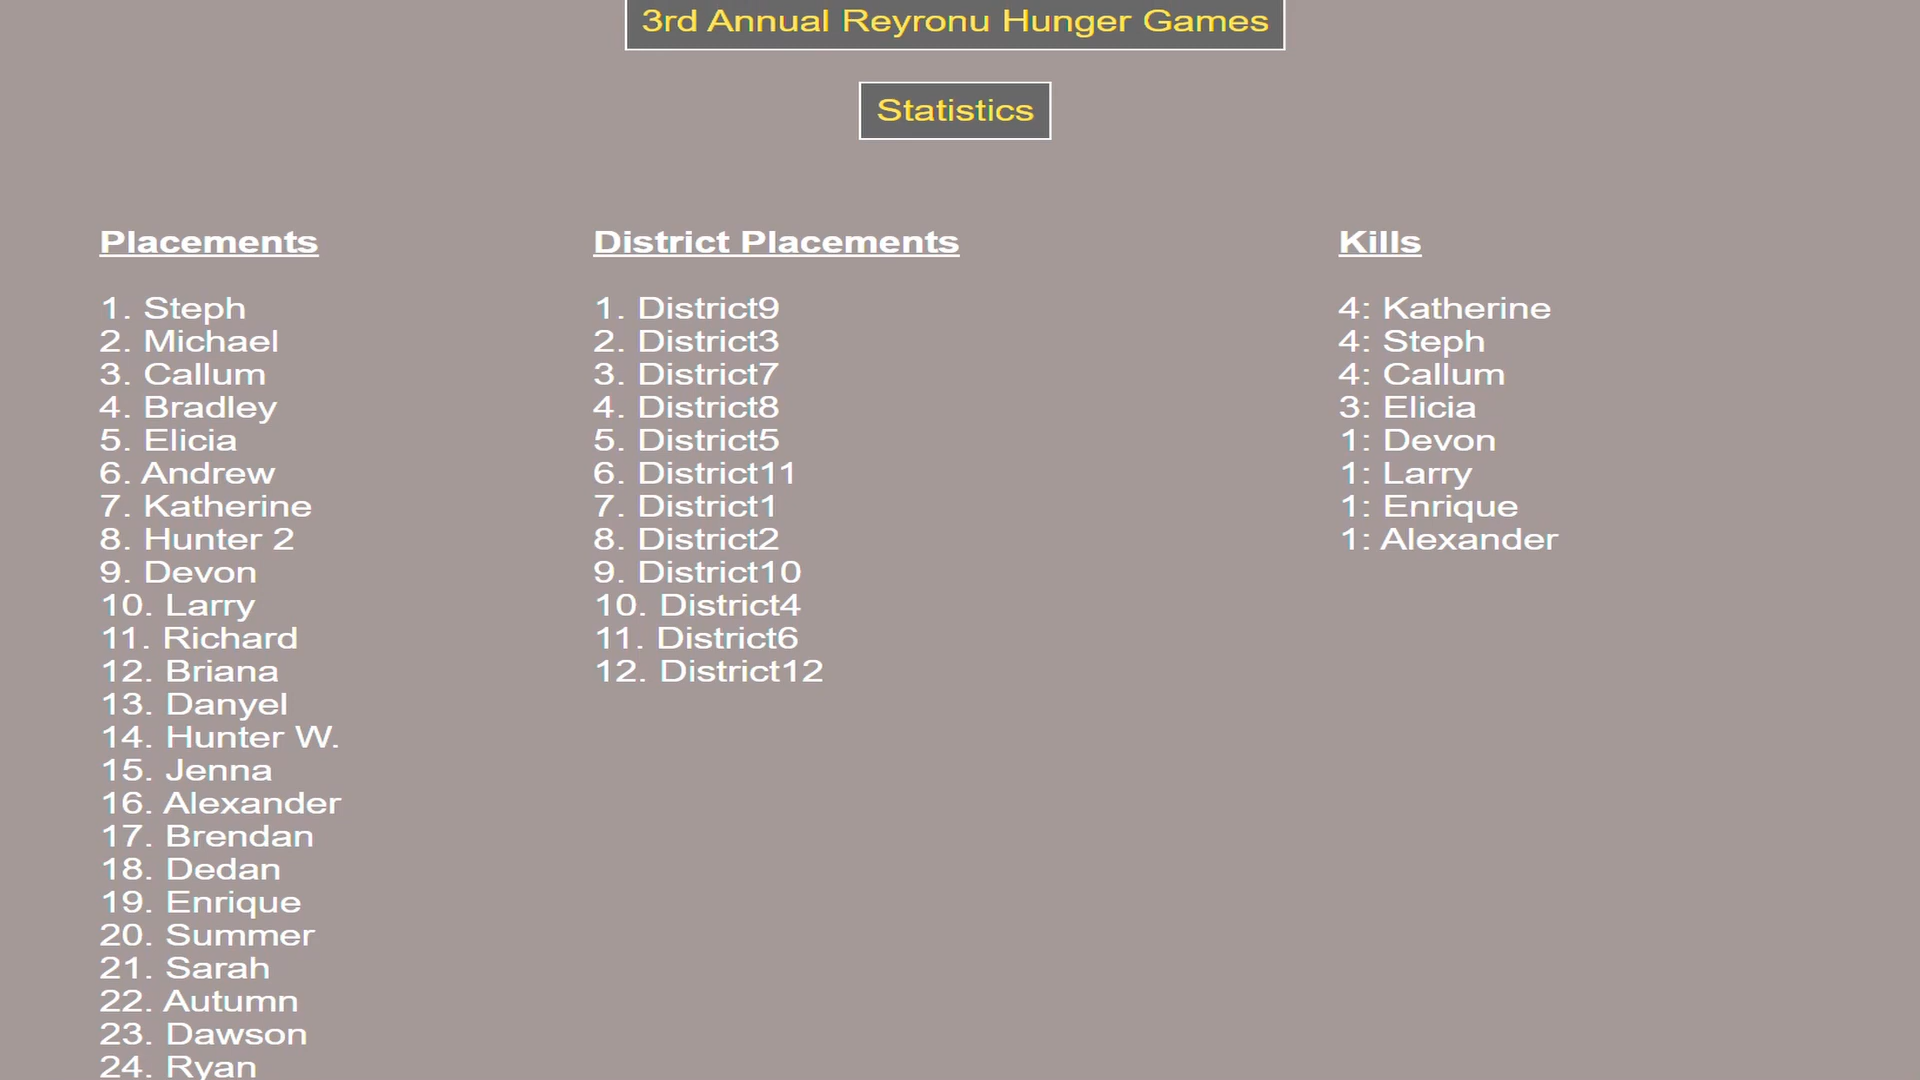 3rd Annual Reyronu Hunger Games
Statistics
Placements
1. Steph
2. Michael
3. Callum
4. Bradley
5. Elicia
6. Andrew
7. Katherine
8. Hunter 2
9. Devon
10. Larry
11. Richard
12. Briana
13. Danyel
14. Hunter W.
15. Jenna
16. Alexander
17. Brendan
18. Dedan
19. Enrique
20. Summer
21. Sarah
22. Autumn
23. Dawson
24. Ryan
District Placements
1. District9
2. District3
3. District7
4. District8
5. District5
6. District11
7. District1
8. District2
9. District10
10. District4
11. District6
12. District12
Kills
4: Katherine
4: Steph
4: Callum
3: Elicia
1: Devon
1: Larry
1: Enrique
1: Alexander